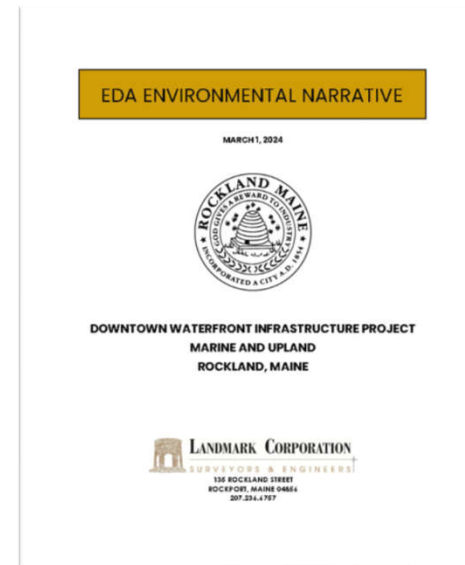 EDA ENVIRONMENTAL NARRATIVE
MARCH 1, 2024
ROCKLAND MAINE
GOD GIVES A REWARD TO INDUSTRY
INCORPORATED A CITY A.D. 1854
DOWNTOWN WATERFRONT INFRASTRUCTURE PROJECT
MARINE AND UPLAND
ROCKLAND, MAINE
LANDMARK CORPORATION
SURVEYORS & ENGINEERS
136 ROCKLAND STREET
ROCKPORT, MAINE 04856
207.236.6757